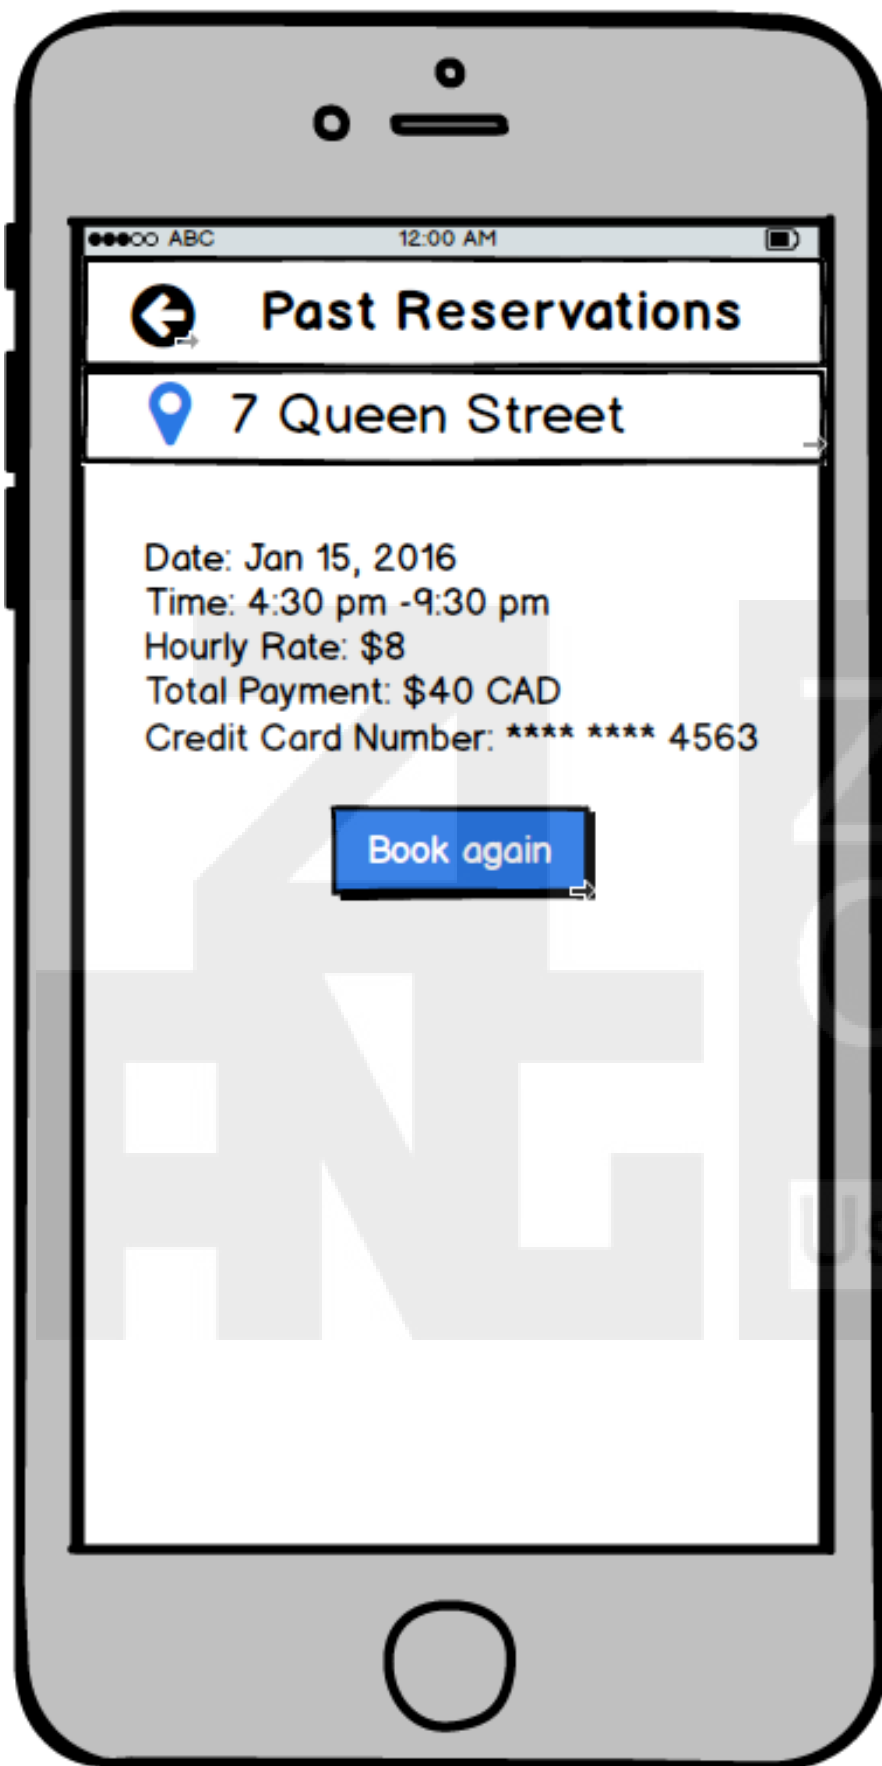 ABC 12:00 AM
Past Reservations
7 Queen Street
Date: Jan 15, 2016
Time: 4:30 pm -9:30 pm
Hourly Rate: $8
Total Payment: $40 CAD
Credit Card Number: **** **** 4563
Book again